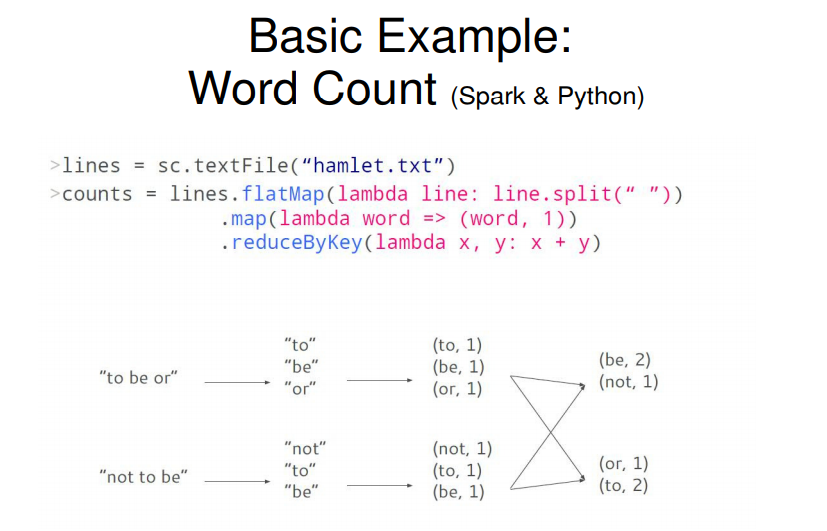 Basic Example:
Word Count (Spark & Python)
>lines = sc.textFile(“hamlet.txt”)
>counts = lines.flatMap(lambda line: line.split(“ ”))
.map(lambda word => (word, 1))
.reduceByKey(lambda x, y: x + y)
“to be or”
“to”
“be”
“or”
(to, 1)
(be, 1)
(or, 1)
(be, 2)
(not, 1)
“not to be”
“not”
“to”
“be”
(not, 1)
(to, 1)
(be, 1)
(or, 1)
(to, 2)